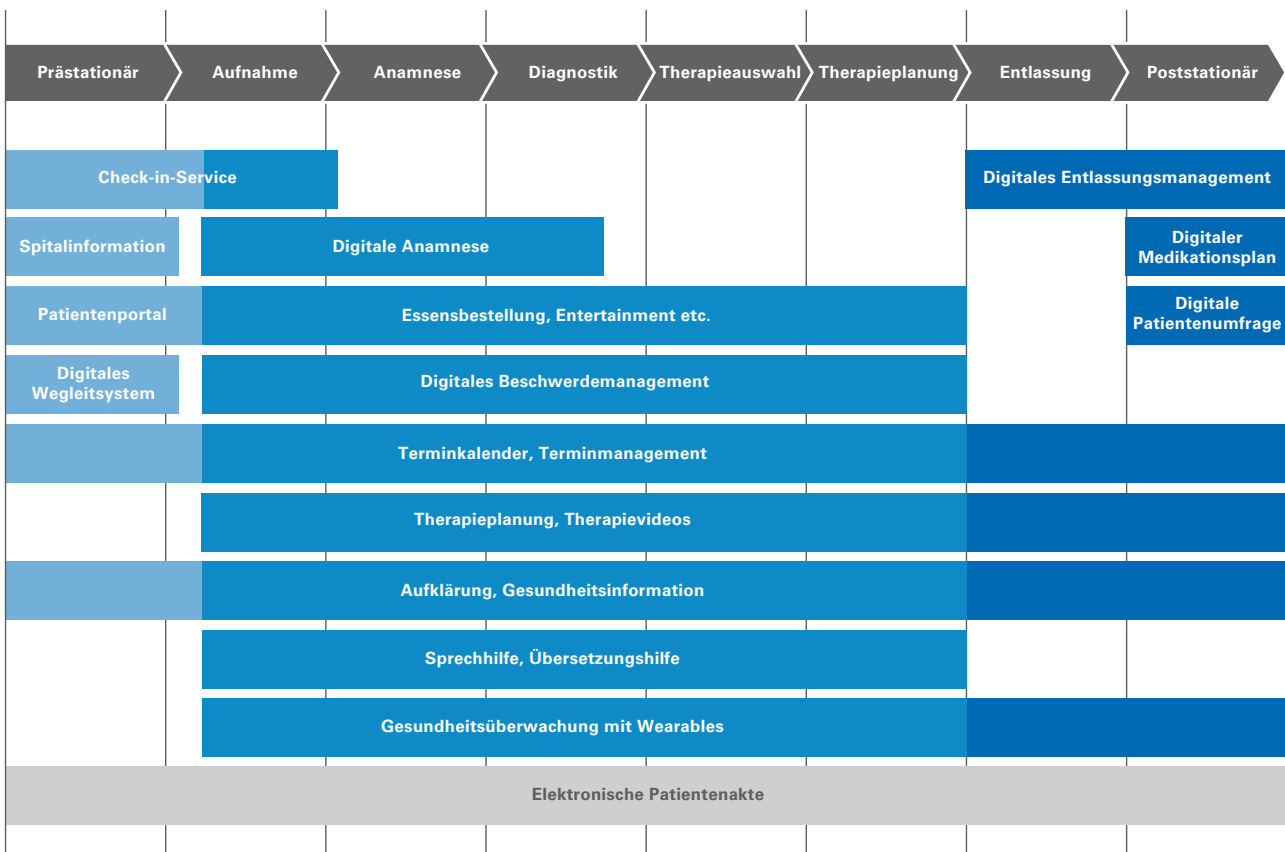 Prästationär
Aufnahme
Anamnese
Diagnostik
Therapieauswahl
Therapieplanung
Entlassung
Poststationär
Check-in-Service
Digitales Entlassungsmanagement
Spitalinformation
Digitale Anamnese
Digitaler
Medikationsplan
Patientenportal
Essensbestellung, Entertainment etc.
Digitale
Patientenumfrage
Digitales
Wegleitsystem
Digitales Beschwerdemanagement
Terminkalender, Terminmanagement
Therapieplanung, Therapievideos
Aufklärung, Gesundheitsinformation
Sprechhilfe, Übersetzungshilfe
Gesundheitsüberwachung mit Wearables
Elektronische Patientenakte